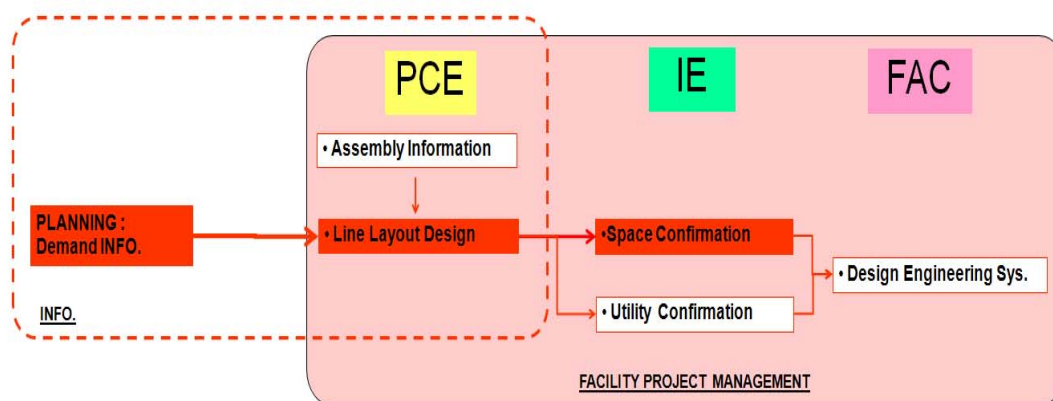 PCE
IE
FAC
• Assembly Information
PLANNING :
Demand INFO.
• Line Layout Design
•Space Confirmation
• Design Engineering Sys.
• Utility Confirmation
INFO.
FACILITY PROJECT MANAGEMENT